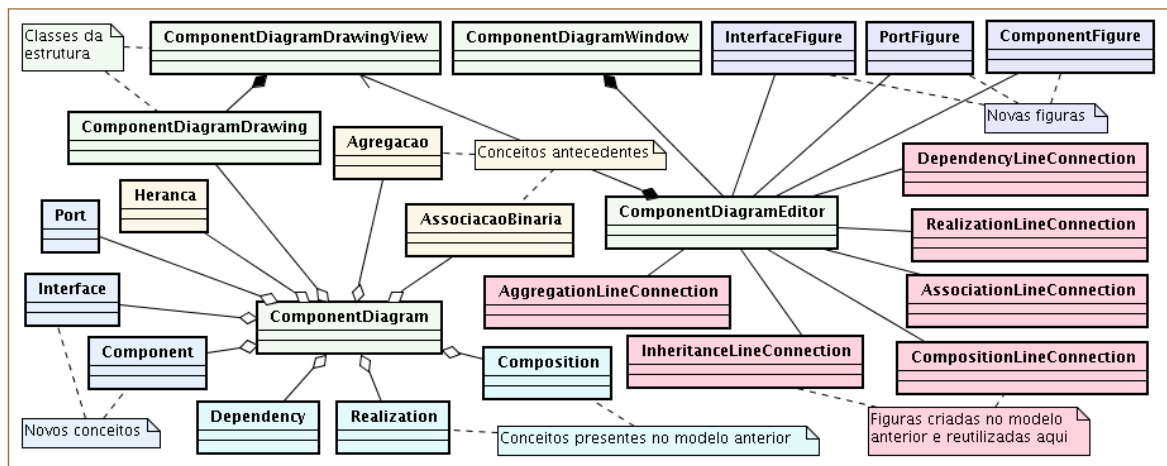 Classes da
estrutura
ComponentDiagramDrawingView
ComponentDiagramWindow
InterfaceFigure
PortFigure
ComponentFigure
ComponentDiagramDrawing
Agregacao
Conceitos antecedentes
Novas figuras
DependencyLineConnection
Heranca
Port
AssociacaoBinaria
ComponentDiagramEditor
RealizationLineConnection
Interface
ComponentDiagram
AggregationLineConnection
AssociationLineConnection
Component
Composition
InheritanceLineConnection
CompositionLineConnection
Dependency
Realization
Novos conceitos
Conceitos presentes no modelo anterior
Figuras criadas no modelo
anterior e reutilizadas aqui